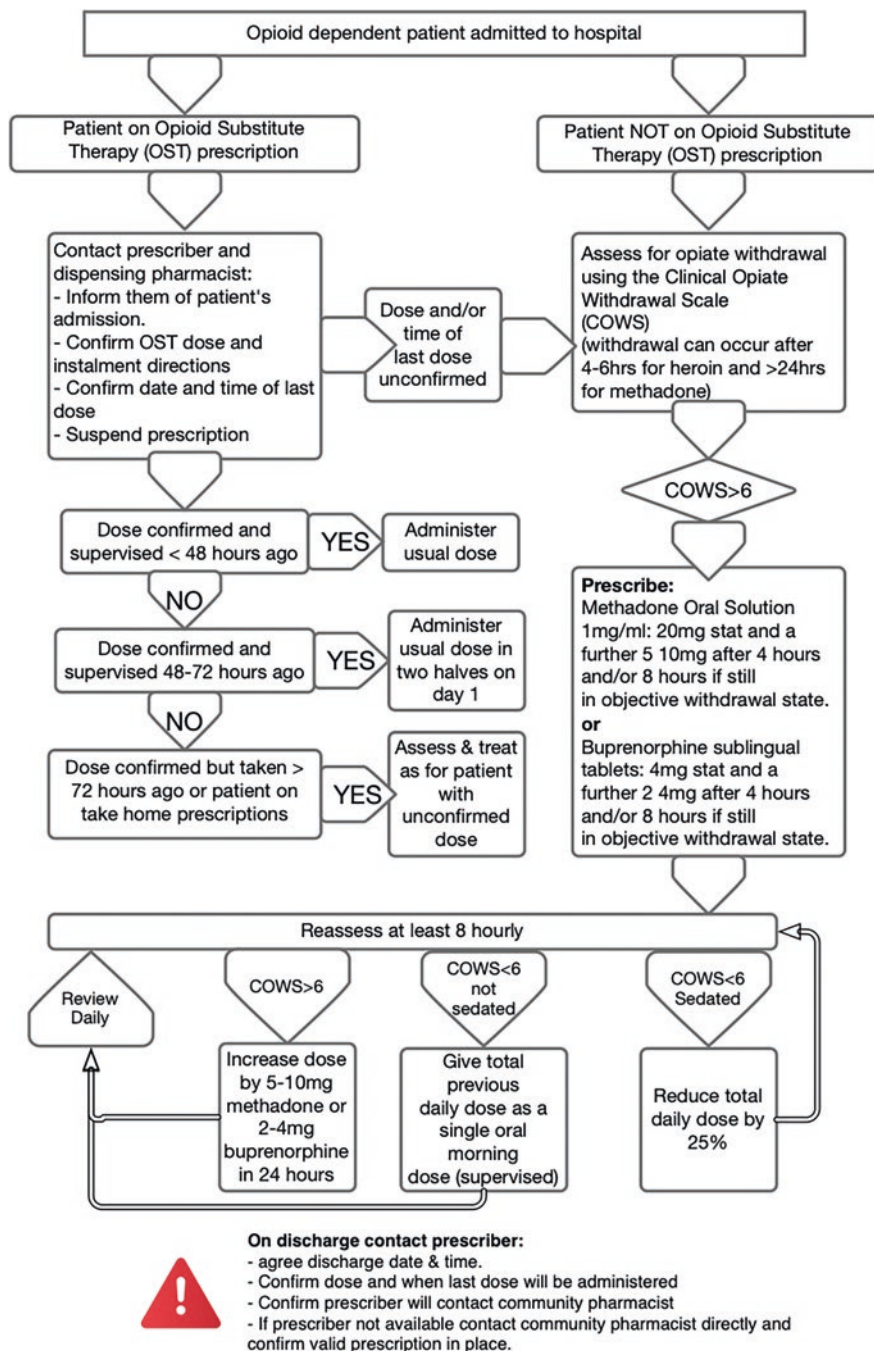 Opioid dependent patient admitted to hospital
Patient on Opioid Substitute
Therapy (OST) prescription
Patient NOT on Opioid Substitute
Therapy (OST) prescription
Contact prescriber and
dispensing pharmacist:
- Inform them of patient's
admission.
- Confirm OST dose and
instalment directions
- Confirm date and time of last
dose
- Suspend prescription
Dose and/or
time of
last dose
unconfirmed
Assess for opiate withdrawal
using the Clinical Opiate
Withdrawal Scale
(COWS)
(withdrawal can occur after
4-6hrs for heroin and >24hrs
for methadone)
COWS>6
Dose confirmed and
supervised < 48 hours ago
YES
Administer
usual dose
NO
Dose confirmed and
supervised 48-72 hours ago
YES
Administer
usual dose in
two halves on
day 1
NO
Dose confirmed but taken >
72 hours ago or patient on
take home prescriptions
YES
Assess & treat
as for patient
with
unconfirmed
dose
Prescribe:
Methadone Oral Solution
1mg/ml: 20mg stat and a
further 5 10mg after 4 hours
and/or 8 hours if still
in objective withdrawal state.
or
Buprenorphine sublingual
tablets: 4mg stat and a
further 2 4mg after 4 hours
and/or 8 hours if still
in objective withdrawal state.
Reassess at least 8 hourly
Review
Daily
COWS>6
COWS<6
not
sedated
COWS<6
Sedated
Increase dose
by 5-10mg
methadone or
2-4mg
buprenorphine
in 24 hours
Give total
previous
daily dose as a
single oral
morning
dose (supervised)
Reduce total
daily dose by
25%
!
On discharge contact prescriber:
- agree discharge date & time.
- Confirm dose and when last dose will be administered
- Confirm prescriber will contact community pharmacist
- If prescriber not available contact community pharmacist directly and
confirm valid prescription in place.